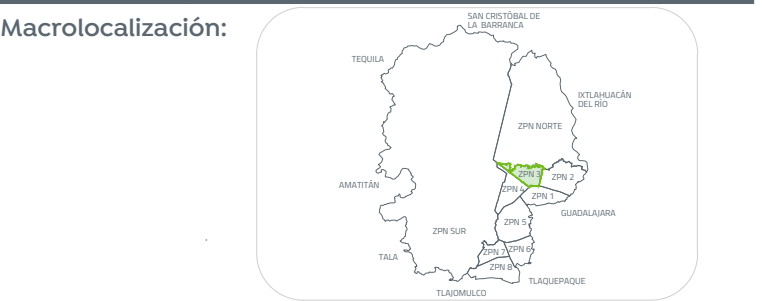 Macrolocalización:
SAN CRISTÓBAL DE
LA BARRANCA
TEQUILA
IXTLAHUACÁN
DEL RÍO
ZPN NORTE
ZPN 3
ZPN 2
AMATITÁN
ZPN 4
ZPN 1
GUADALAJARA
ZPN 5
ZPN SUR
ZPN 6
ZPN 7
TALA
ZPN 8
TLAQUEPAQUE
TLAJOMULCO